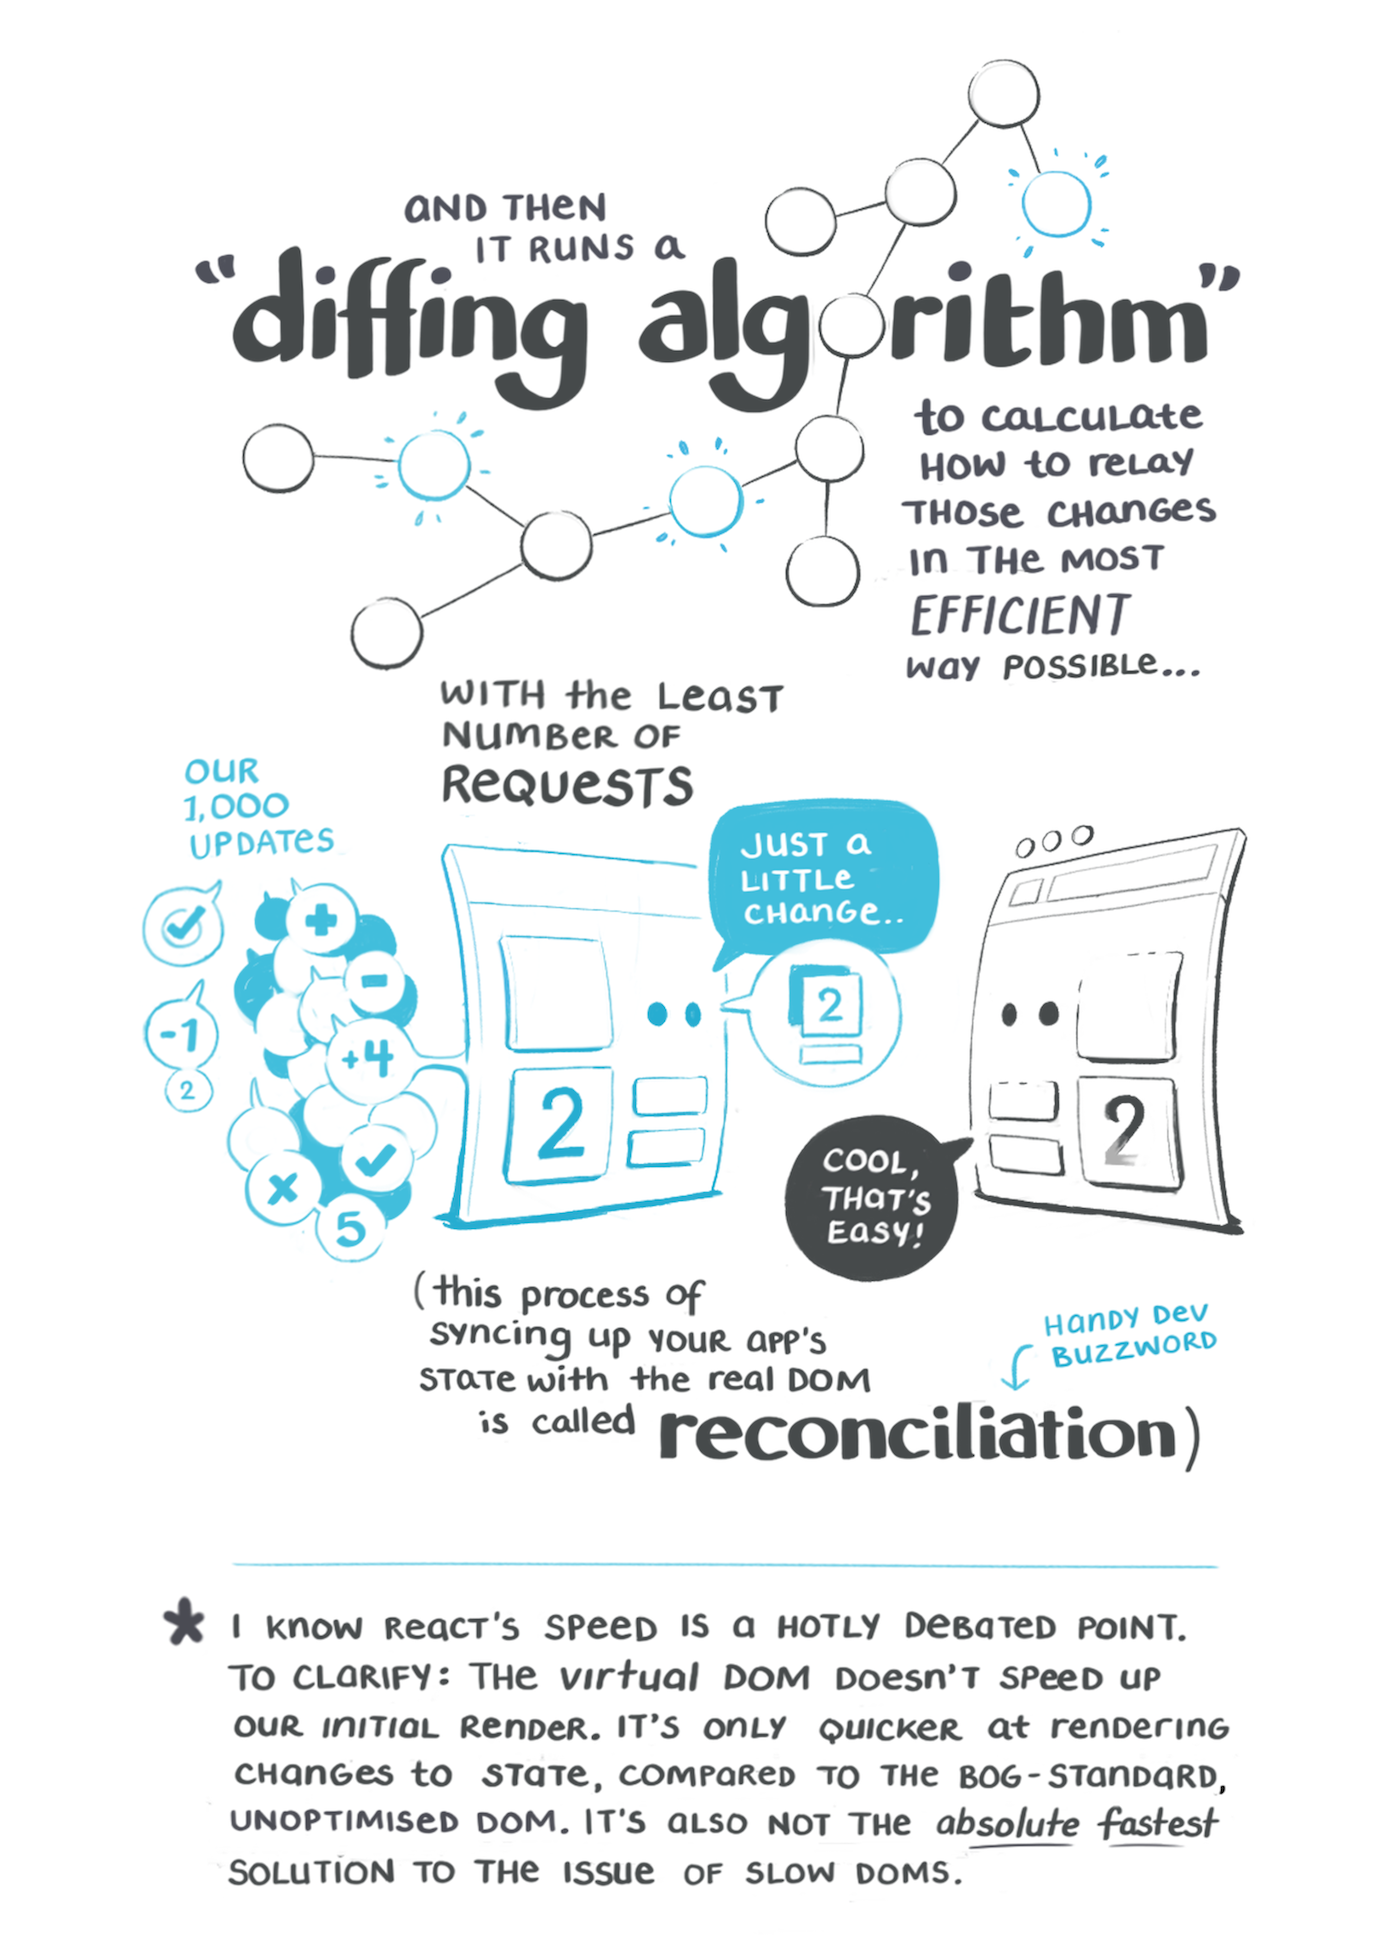 AND THEN
IT RUNS A
"diffing algorithm"
to CALCULATE
HOW to RELAY
THOSE CHANGES
IN THE MOST
EFFICIENT
WAY POSSIBLE...
WITH the LEAST
NUMBER OF
REQUESTS
OUR
1,000
UPDATES
JUST A
LITTLE
CHANGE..
+
-
-1
2
+4
×
5
2
2
2
COOL,
THAT'S
EASY!
(this process of
syncing up YOUR APP'S
STATE with the real DOM
is called reconciliation)
HANDY DEV
BUZZWORD
* I KNOW REACT'S SPEED IS A HOTLY DEBATED POINT.
TO CLARIFY: THE virtual DOM DOESN'T SPEED UP
OUR INITIAL RENDER. IT'S ONLY QUICKER at RENDERING
CHANGES to STATE, COMPARED TO THE BOG-STANDARD,
UNOPTIMISED DOM. IT'S ALSO NOT THE absolute fastest
SOLUTION TO THE ISSUE OF SLOW DOMS.